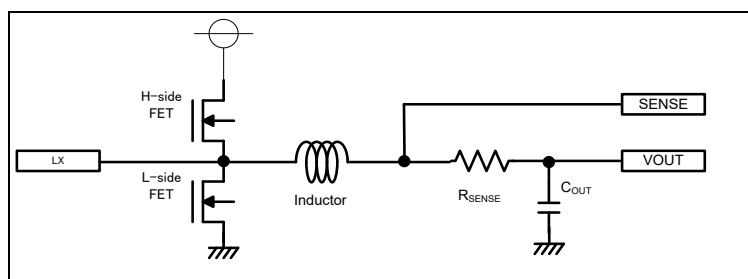 H-side
FET
SENSE
LX
VOUT
L-side
FET
Inductor
RSENSE
COUT